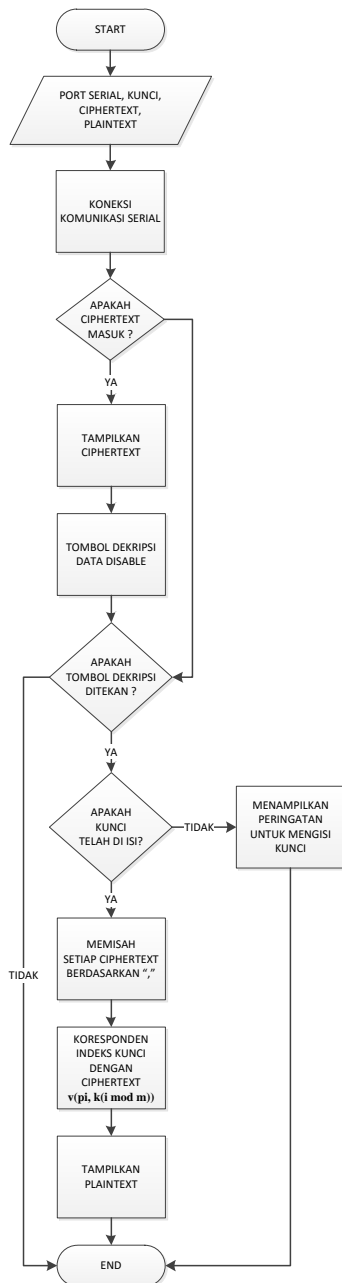 START
PORT SERIAL, KUNCI,
CIPHERTEXT,
PLAINTEXT
KONEKSI
KOMUNIKASI SERIAL
APAKAH
CIPHERTEXT
MASUK ?
YA
TAMPILKAN
CIPHERTEXT
TOMBOL DEKRIPSI
DATA DISABLE
APAKAH
TOMBOL DEKRIPSI
DITEKAN ?
YA
APAKAH
KUNCI
TELAH DI ISI?
TIDAK
MENAMPILKAN
PERINGATAN
UNTUK MENGISI
KUNCI
YA
MEMISAH
SETIAP CIPHERTEXT
BERDASARKAN “,”
TIDAK
KORESPONDEN
INDEKS KUNCI
DENGAN
CIPHERTEXT
v(pi, k(i mod m))
TAMPILKAN
PLAINTEXT
END